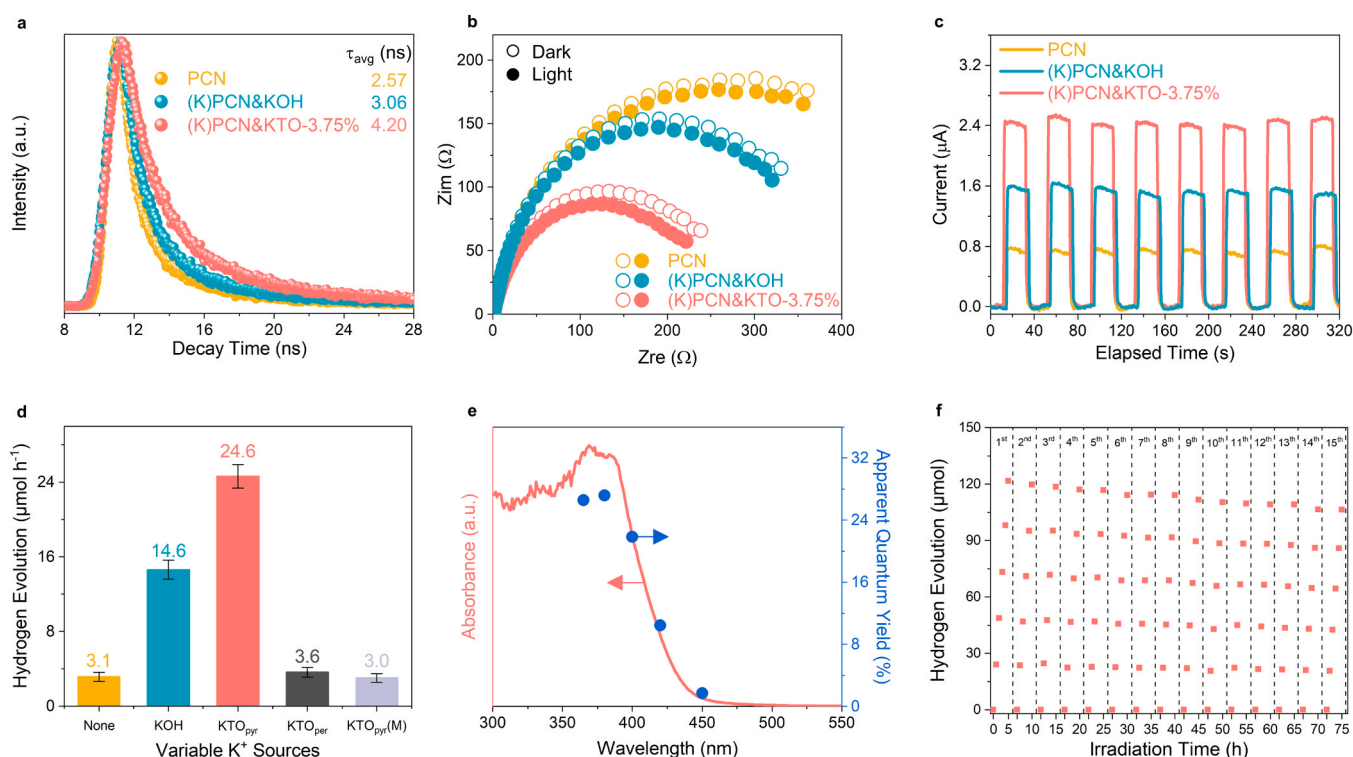 a
τavg (ns)
PCN 2.57
(K)PCN&KOH 3.06
(K)PCN&KTO-3.75% 4.20
Intensity (a.u.)
8 12 16 20 24 28
Decay Time (ns)
b
Dark
Light
200
150
100
50
0
Zim (Ω)
PCN
(K)PCN&KOH
(K)PCN&KTO-3.75%
0 100 200 300 400
Zre (Ω)
c
PCN
(K)PCN&KOH
(K)PCN&KTO-3.75%
3.6
2.4
1.6
0.8
0.0
Current (μA)
0 40 80 120 160 200 240 280 320
Elapsed Time (s)
d
Hydrogen Evolution (μmol h⁻¹)
24
16
8
0
3.1
14.6
24.6
3.6
3.0
None KOH KTOpyr KTOper KTOpyr(M)
Variable K⁺ Sources
e
Absorbance (a.u.)
32
24
16
8
0
Apparent Quantum Yield (%)
300 350 400 450 500 550
Wavelength (nm)
f
150
120
90
60
30
0
Hydrogen Evolution (μmol)
1st 2nd 3rd 4th 5th 6th 7th 8th 9th 10th 11th 12th 13th 14th 15th
0 5 10 15 20 25 30 35 40 45 50 55 60 65 70 75
Irradiation Time (h)